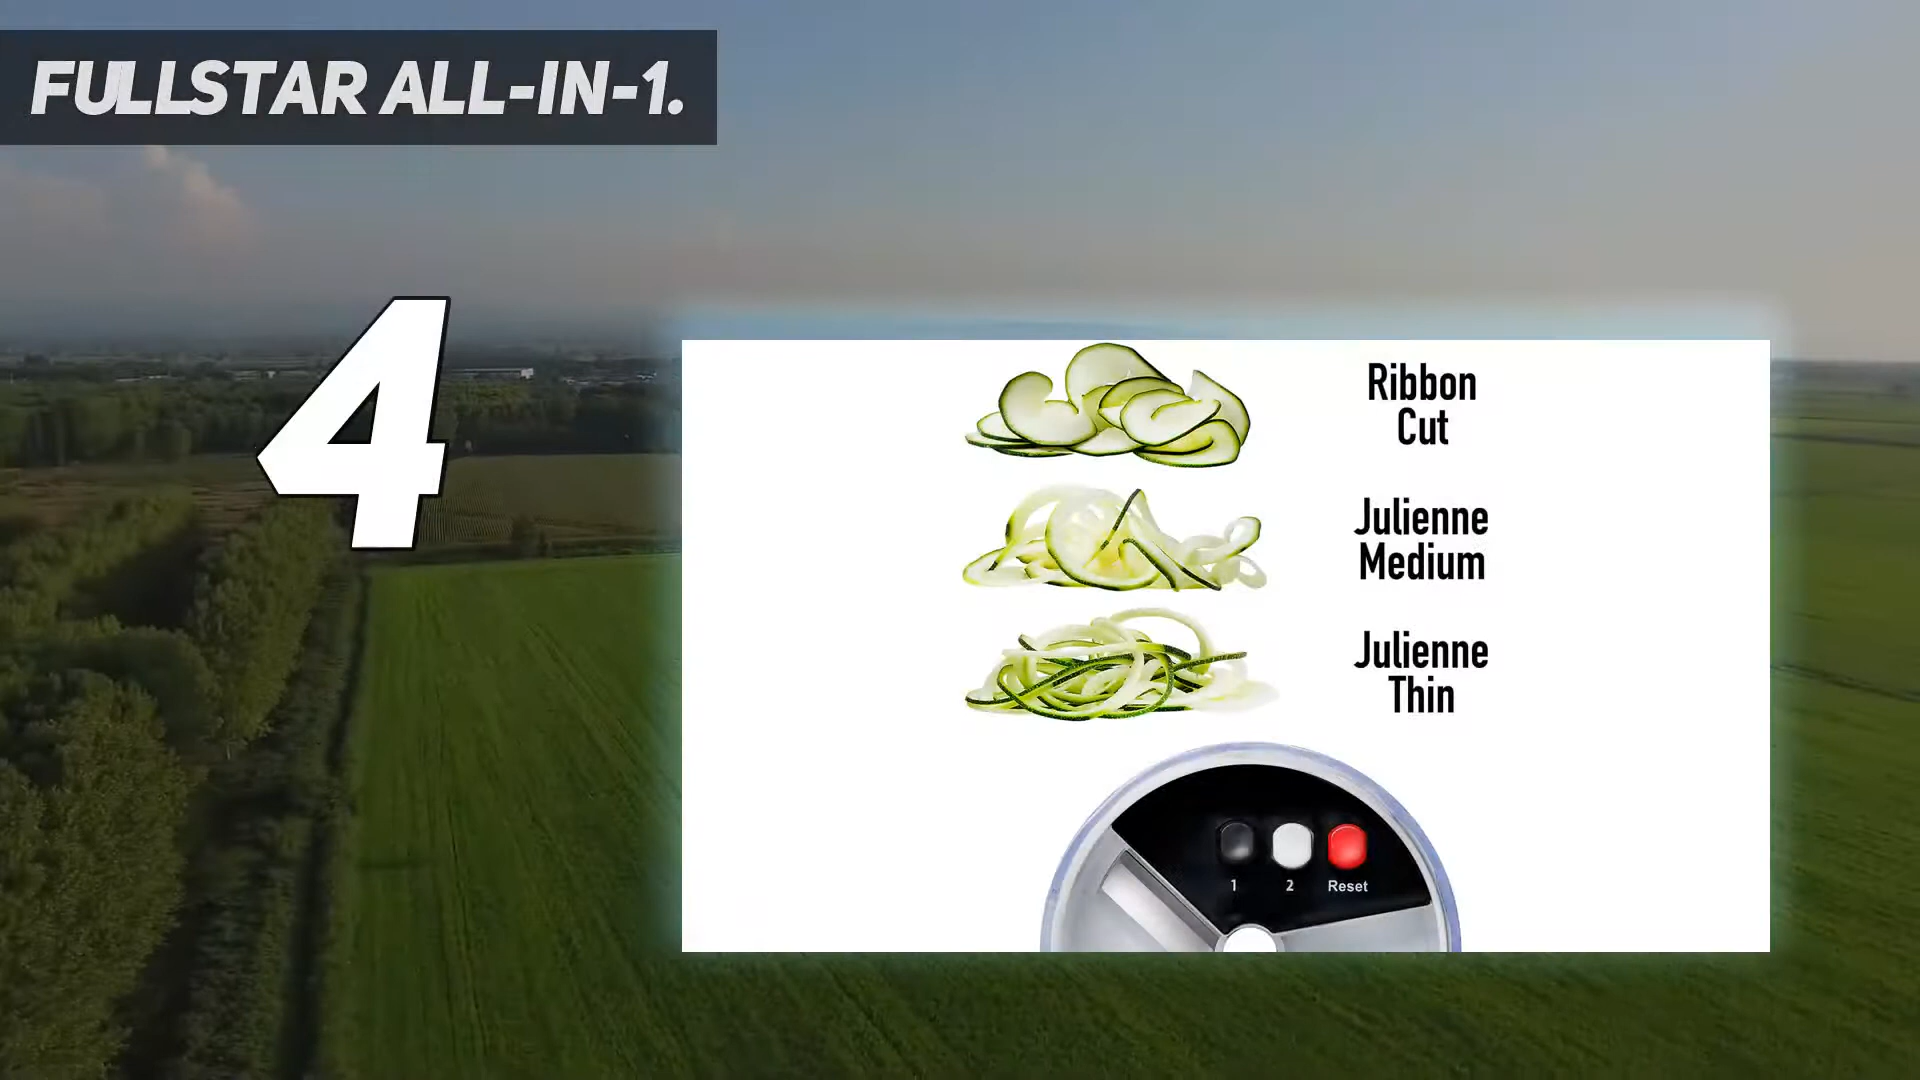 FULLSTAR ALL-IN-1.
4
Ribbon
Cut
Julienne
Medium
Julienne
Thin
1 2 Reset